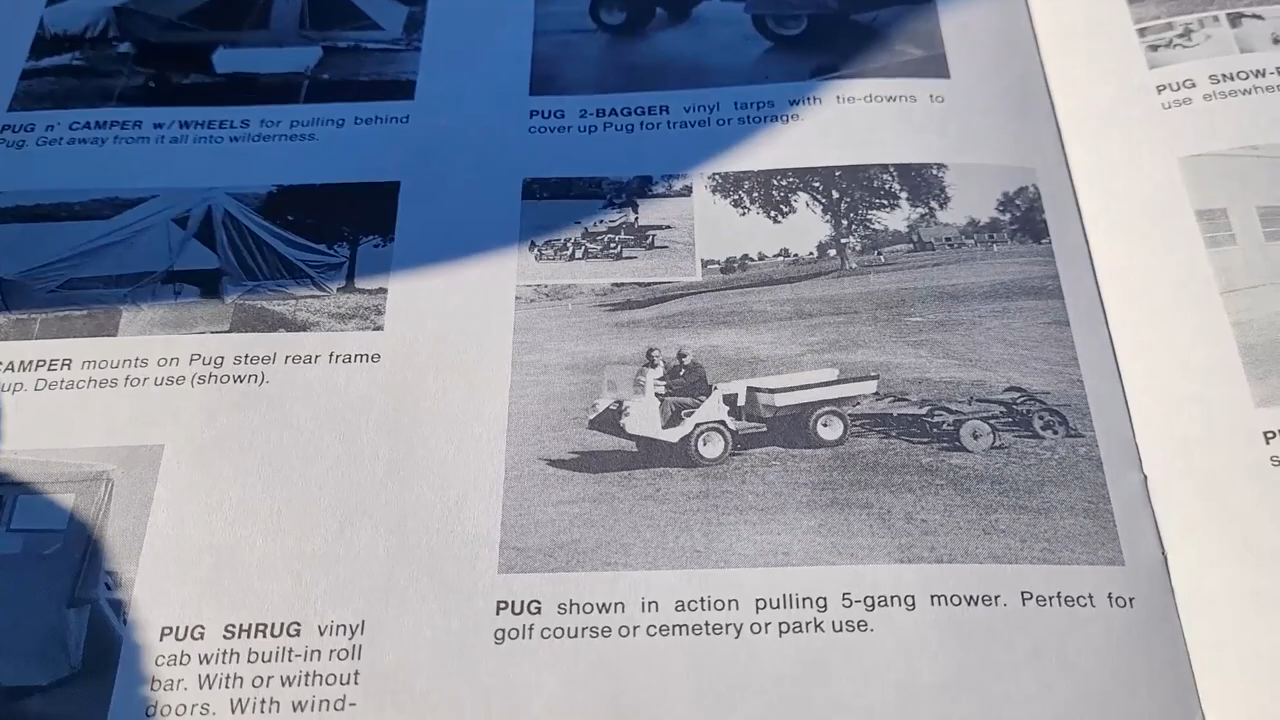 PUG n' CAMPER w/WHEELS for pulling behind
Pug. Get away from it all into wilderness.
CAMPER mounts on Pug steel rear frame
up. Detaches for use (shown).
PUG SHRUG vinyl
cab with built-in roll
bar. With or without
doors. With wind-
PUG 2-BAGGER vinyl tarps with tie-downs to
cover up Pug for travel or storage.
PUG shown in action pulling 5-gang mower. Perfect for
golf course or cemetery or park use.
PUG SNOW-
use